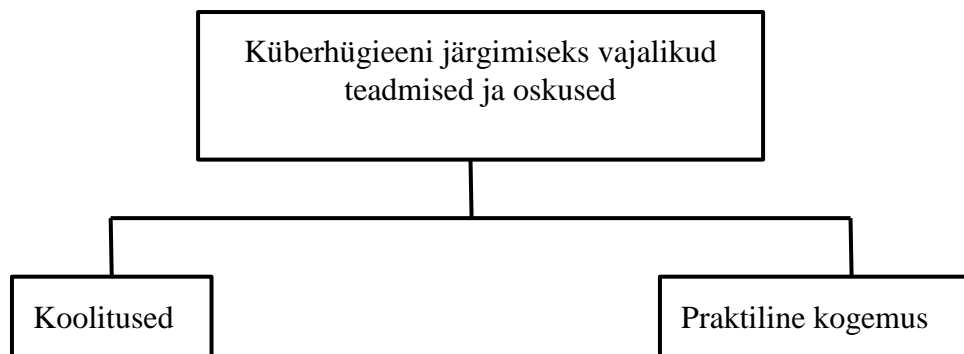 Küberhügieeni järgimiseks vajalikud
teadmised ja oskused
Koolitused
Praktiline kogemus